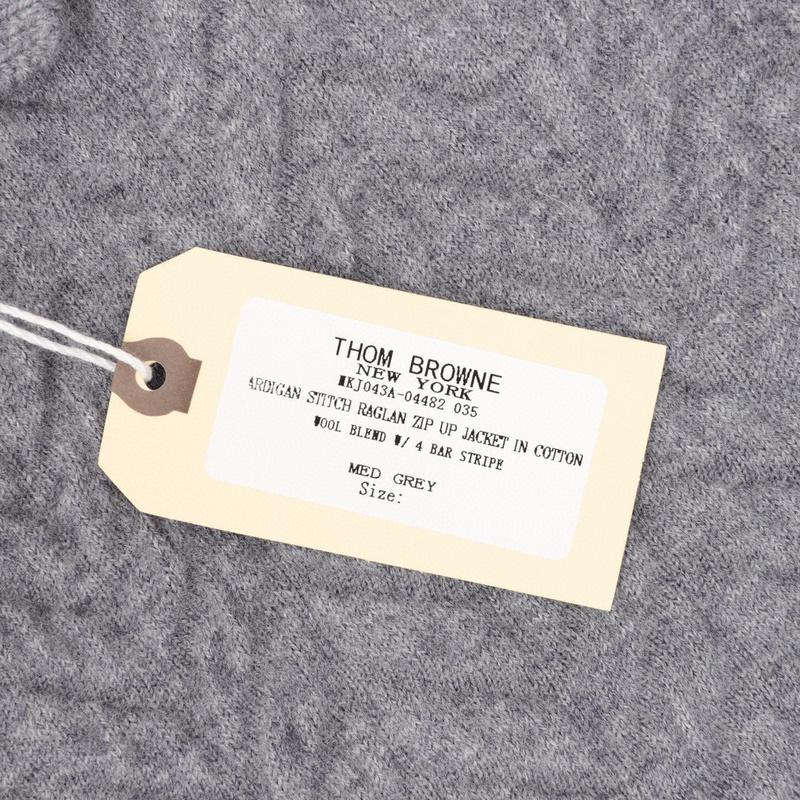 THOM BROWNE
NEW YORK
MKJ043A-04482 035
ARDIGAN STITCH RAGLAN ZIP UP JACKET IN COTTON
WOOL BLEND W/ 4 BAR STRIPE
MED GREY
Size: